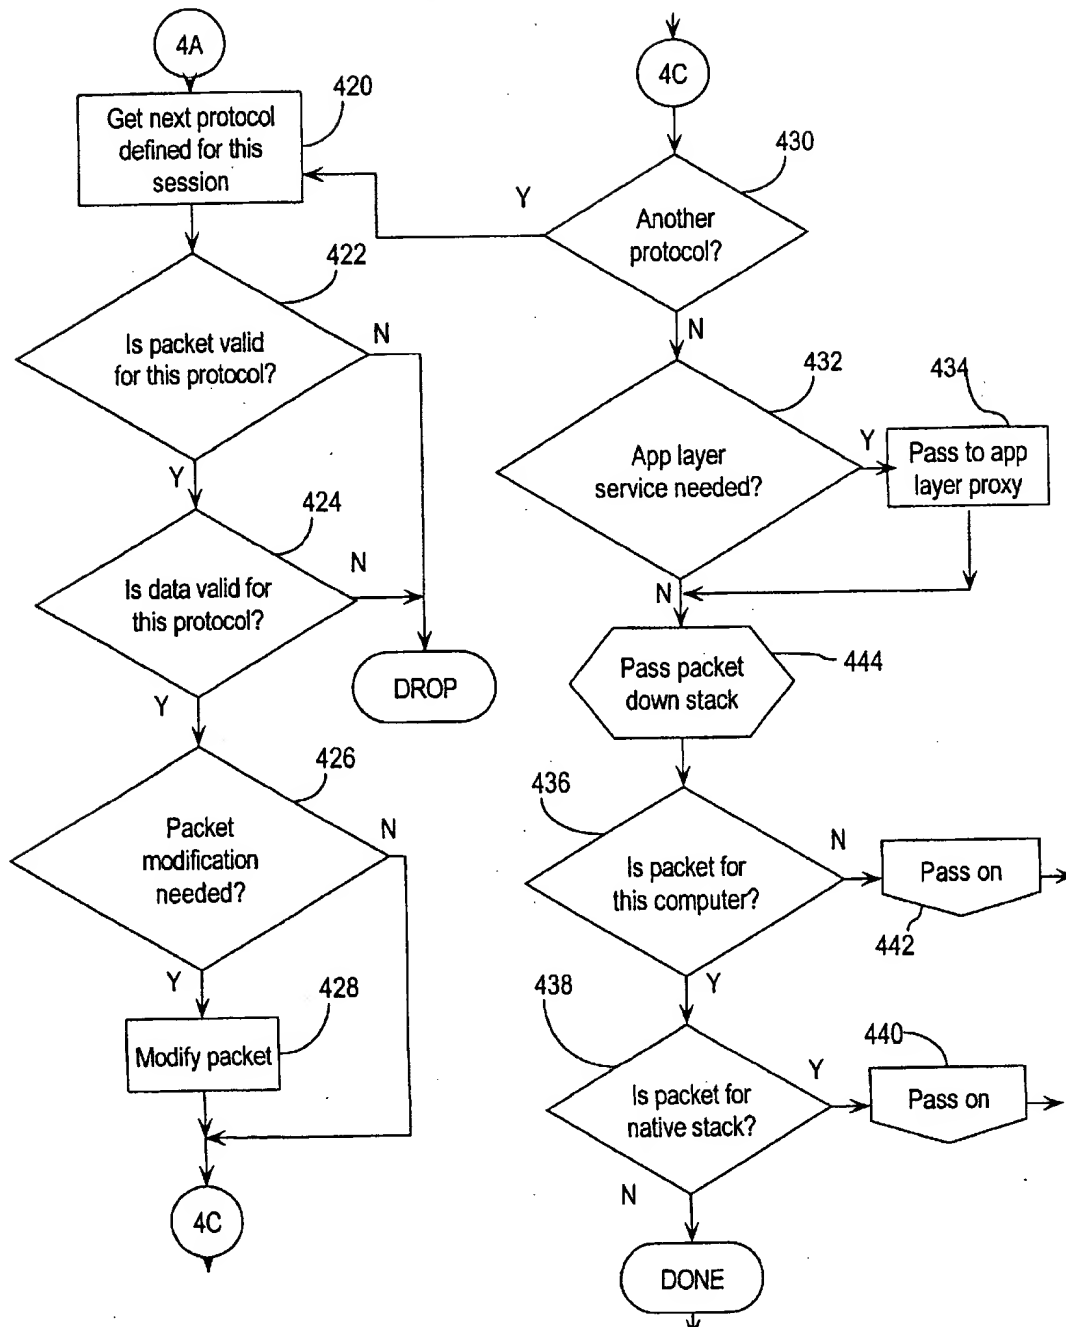 4A
420
Get next protocol
defined for this
session
422
Is packet valid
for this protocol?
N
Y
424
Is data valid for
this protocol?
N
DROP
Y
426
Packet
modification
needed?
N
Y
428
Modify packet
4C
4C
430
Another
protocol?
Y
N
432
App layer
service needed?
Y
434
Pass to app
layer proxy
N
Pass packet
down stack
444
436
Is packet for
this computer?
N
Pass on
442
Y
438
Is packet for
native stack?
Y
440
Pass on
N
DONE